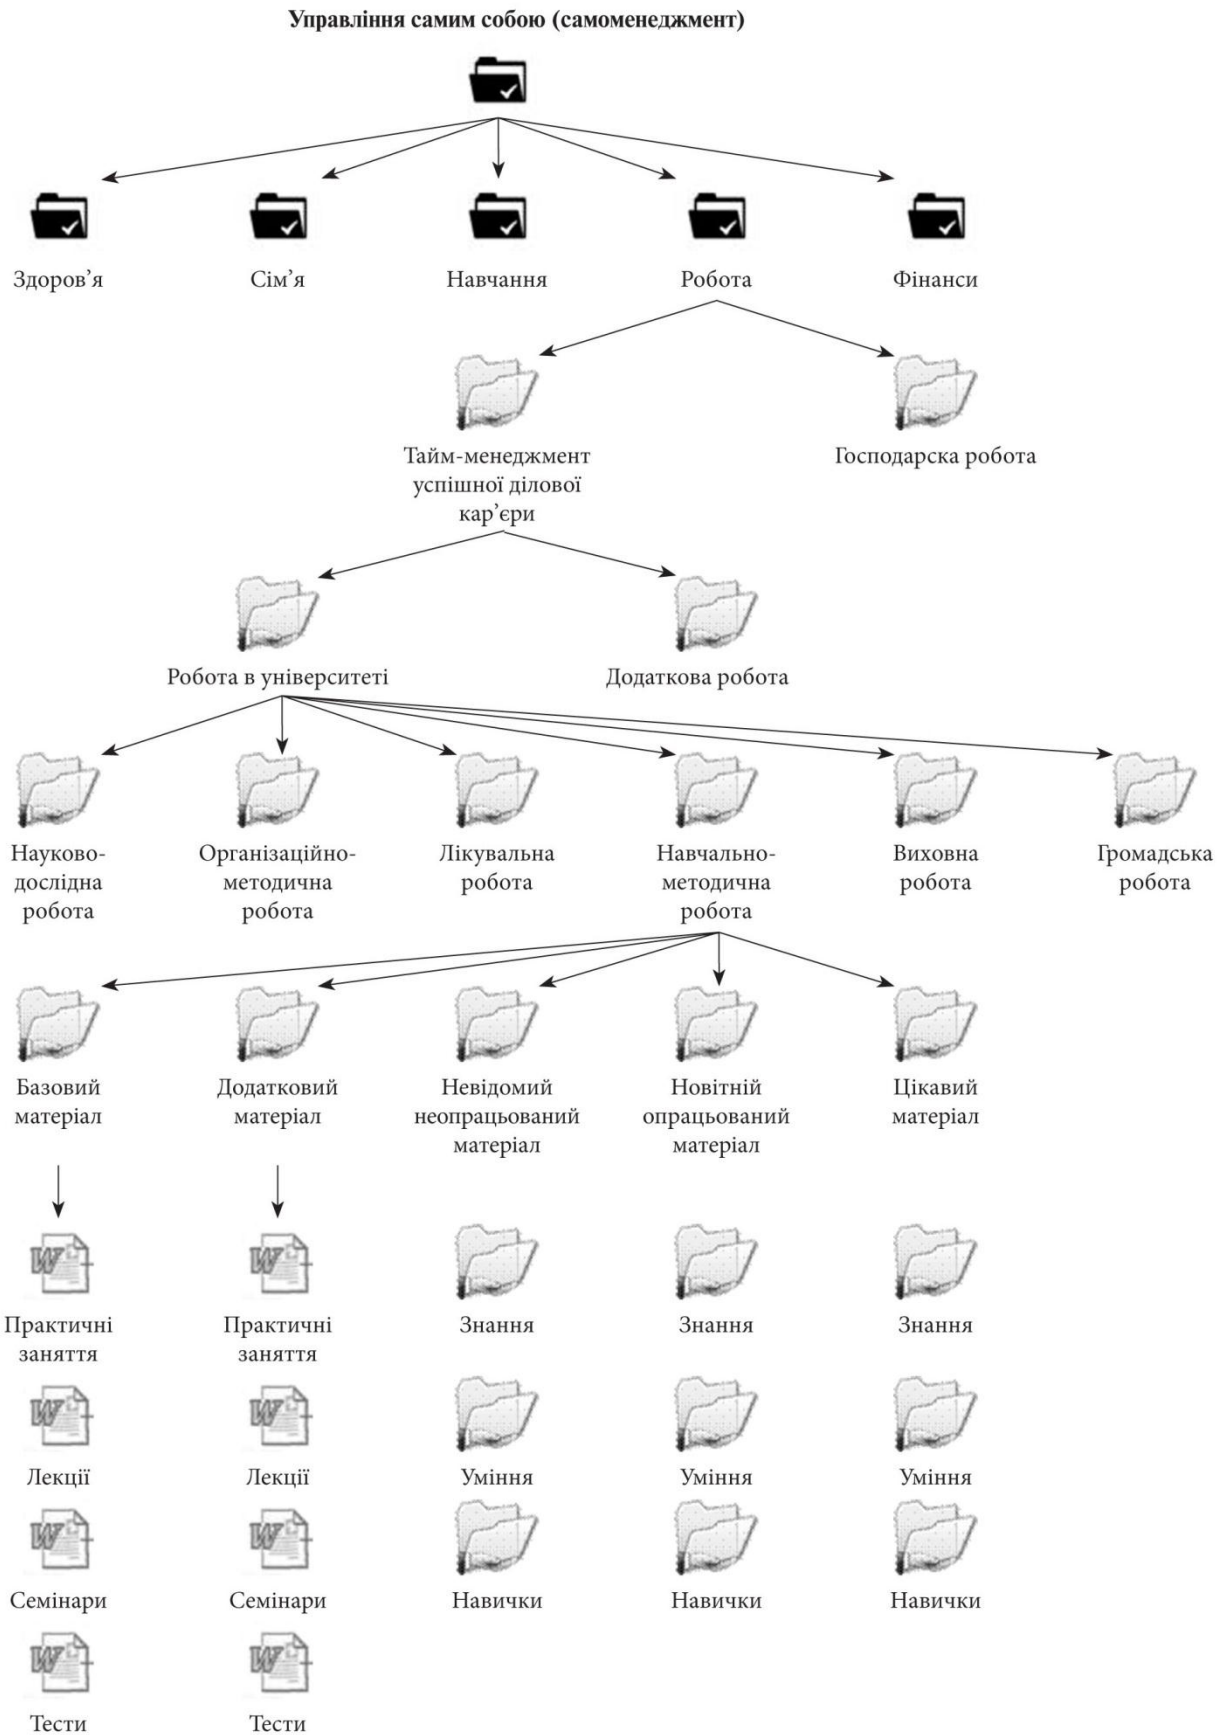 Управління самим собою (самоменеджмент)
Здоров’я
Сім’я
Навчання
Робота
Фінанси
Тайм-менеджмент
успішної ділової
кар’єри
Господарска робота
Робота в університеті
Додаткова робота
Науково-
дослідна
робота
Організаційно-
методична
робота
Лікувальна
робота
Навчально-
методична
робота
Виховна
робота
Громадська
робота
Базовий
матеріал
Додатковий
матеріал
Невідомий
неопрацьований
матеріал
Новітній
опрацьований
матеріал
Цікавий
матеріал
W
W
Практичні
заняття
Практичні
заняття
Знання
Знання
Знання
W
W
Лекції
Лекції
Уміння
Уміння
Уміння
W
W
Семінари
Семінари
Навички
Навички
Навички
W
W
Тести
Тести